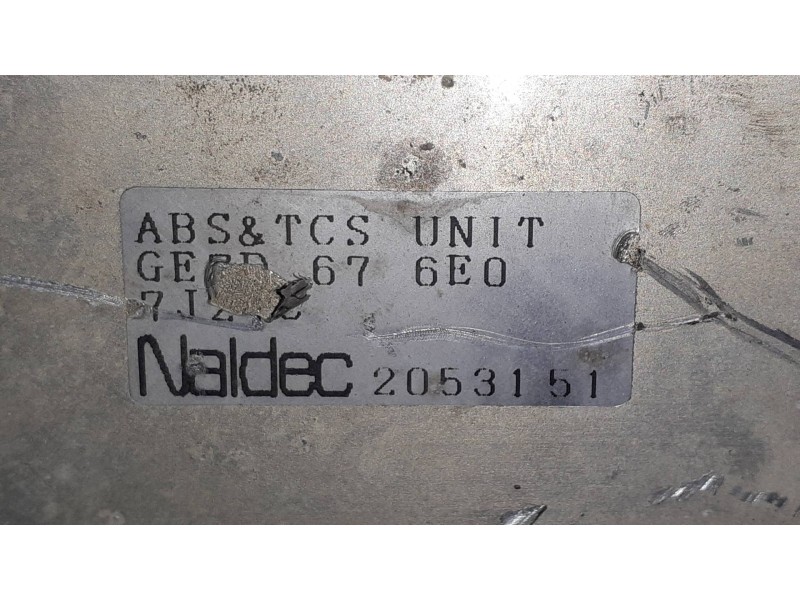 ABS&TCS UNIT
67 6E0
Naldec 2053151